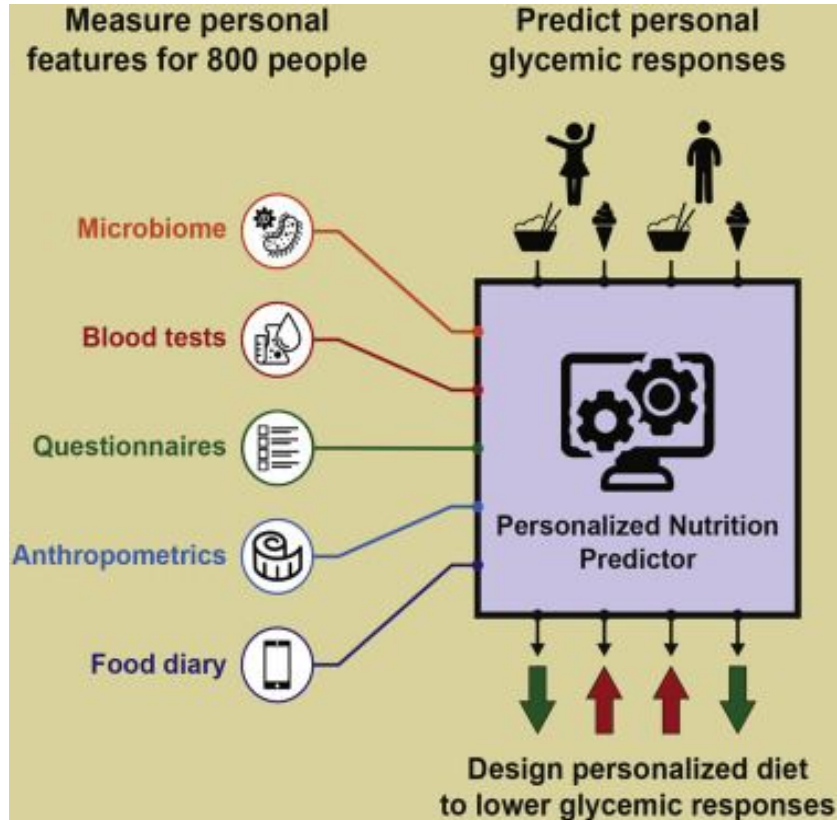 Measure personal
features for 800 people
Predict personal
glycemic responses
Microbiome
Blood tests
Questionnaires
Anthropometrics
Food diary
Personalized Nutrition
Predictor
Design personalized diet
to lower glycemic responses